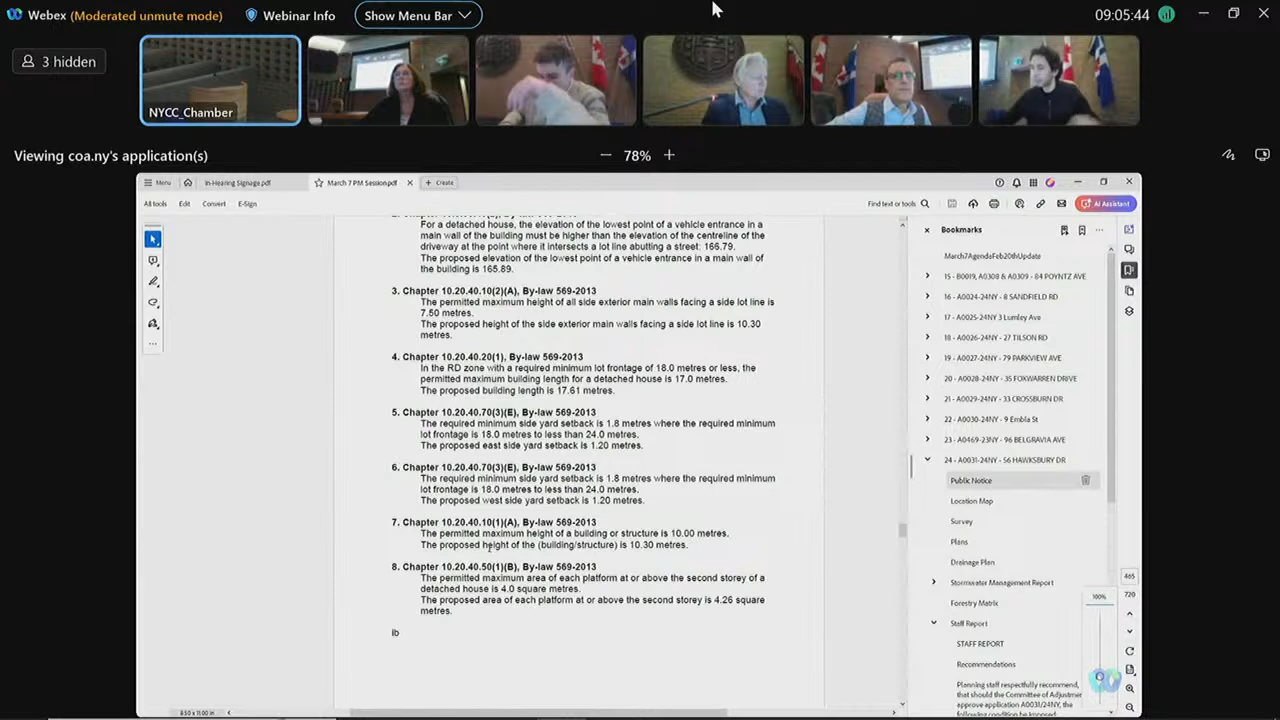 Webex (Moderated unmute mode) Webinar Info Show Menu Bar 09:05:44
3 hidden
NYCC_Chamber
Viewing coa.ny's application(s) 78%
Menu In-Hearing Signage.pdf March 7 PM Session.pdf Create
All tools Edit Convert E-Sign Find text or tools AI Assistant
For a detached house, the elevation of the lowest point of a vehicle entrance in a
main wall of the building must be higher than the elevation of the centreline of the
driveway at the point where it intersects a lot line abutting a street: 166.79.
The proposed elevation of the lowest point of a vehicle entrance in a main wall of
the building is 165.89.
3. Chapter 10.20.40.10(2)(A), By-law 569-2013
The permitted maximum height of all side exterior main walls facing a side lot line is
7.50 metres.
The proposed height of the side exterior main walls facing a side lot line is 10.30
metres.
4. Chapter 10.20.40.20(1), By-law 569-2013
In the RD zone with a required minimum lot frontage of 18.0 metres or less, the
permitted maximum building length for a detached house is 17.0 metres.
The proposed building length is 17.61 metres.
5. Chapter 10.20.40.70(3)(E), By-law 569-2013
The required minimum side yard setback is 1.8 metres where the required minimum
lot frontage is 18.0 metres to less than 24.0 metres.
The proposed east side yard setback is 1.20 metres.
6. Chapter 10.20.40.70(3)(E), By-law 569-2013
The required minimum side yard setback is 1.8 metres where the required minimum
lot frontage is 18.0 metres to less than 24.0 metres.
The proposed west side yard setback is 1.20 metres.
7. Chapter 10.20.40.10(1)(A), By-law 569-2013
The permitted maximum height of a building or structure is 10.00 metres.
The proposed height of the (building/structure) is 10.30 metres.
8. Chapter 10.20.40.50(1)(B), By-law 569-2013
The permitted maximum area of each platform at or above the second storey of a
detached house is 4.0 square metres.
The proposed area of each platform at or above the second storey is 4.26 square
metres.
ib
8.50 x 11.00 in
Bookmarks
March7AgendaFeb20thUpdate
15 - B0019, A0308 & A0309 - 84 POYNTZ AVE
16 - A0024-24NY - 8 SANDFIELD RD
17 - A0025-24NY 3 Lumley Ave
18 - A0026-24NY - 27 TILSON RD
19 - A0027-24NY - 79 PARKVIEW AVE
20 - A0028-24NY - 35 FOXWARREN DRIVE
21 - A0029-24NY - 33 CROSSBURN DR
22 - A0030-24NY - 9 Embla St
23 - A0469-23NY - 96 BELGRAVIA AVE
24 - A0031-24NY - 56 HAWKSBURY DR
Public Notice
Location Map
Survey
Plans
Drainage Plan
Stormwater Management Report
Forestry Matrix
Staff Report
STAFF REPORT
Recommendations
Planning staff respectfully recommend,
that should the Committee of Adjustment
approve application A0031/24NY, the
following condition be imposed
465
720
100%